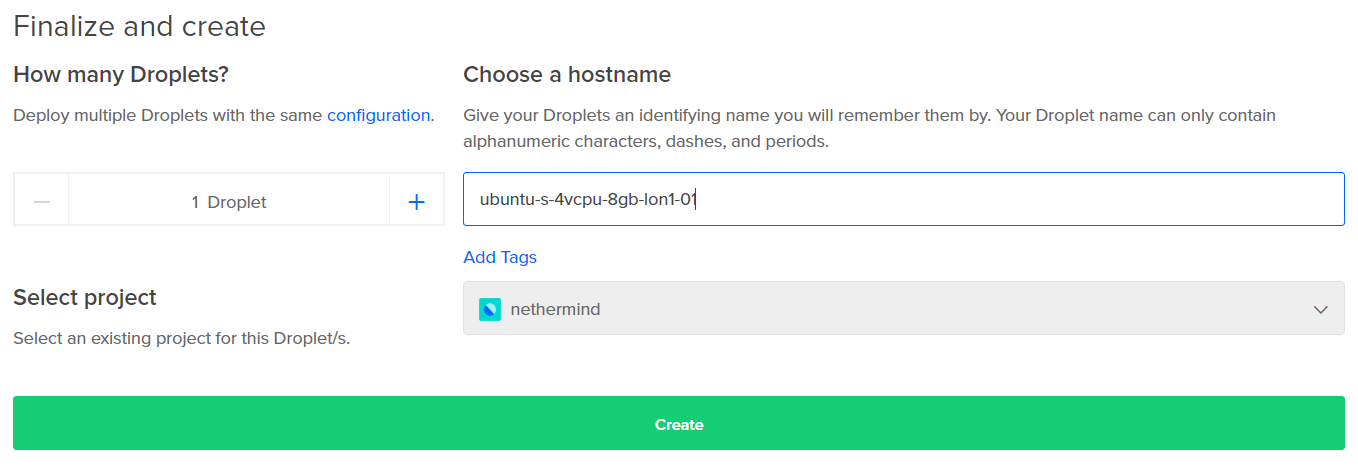 Finalize and create
How many Droplets?
Deploy multiple Droplets with the same configuration.
1 Droplet
Choose a hostname
Give your Droplets an identifying name you will remember them by. Your Droplet name can only contain
alphanumeric characters, dashes, and periods.
ubuntu-s-4vcpu-8gb-lon1-01
Add Tags
Select project
Select an existing project for this Droplet/s.
nethermind
Create